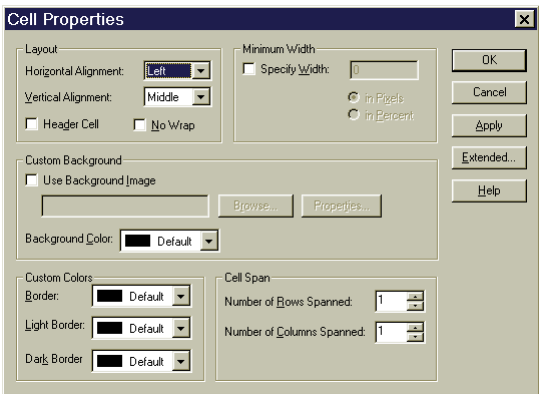 Cell Properties
Layout
Horizontal Alignment: Left
Vertical Alignment: Middle
Header Cell No Wrap
Minimum Width
Specify Width: 0
in Pixels
in Percent
OK
Cancel
Apply
Extended...
Help
Custom Background
Use Background Image
Browse... Properties...
Background Color: Default
Custom Colors
Border: Default
Light Border: Default
Dark Border Default
Cell Span
Number of Rows Spanned: 1
Number of Columns Spanned: 1